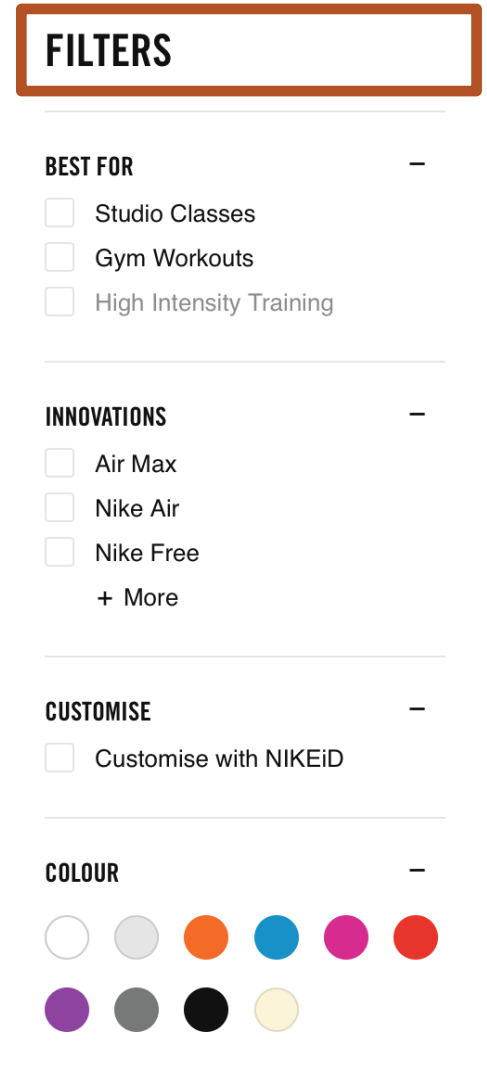 FILTERS
BEST FOR
Studio Classes
Gym Workouts
High Intensity Training
INNOVATIONS
Air Max
Nike Air
Nike Free
+ More
CUSTOMISE
Customise with NIKEiD
COLOUR